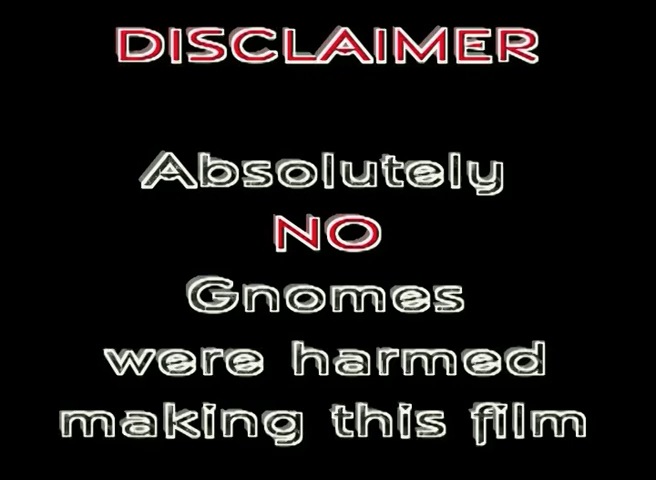 DISCLAIMER
Absolutely
NO
Gnomes
were harmed
making this film